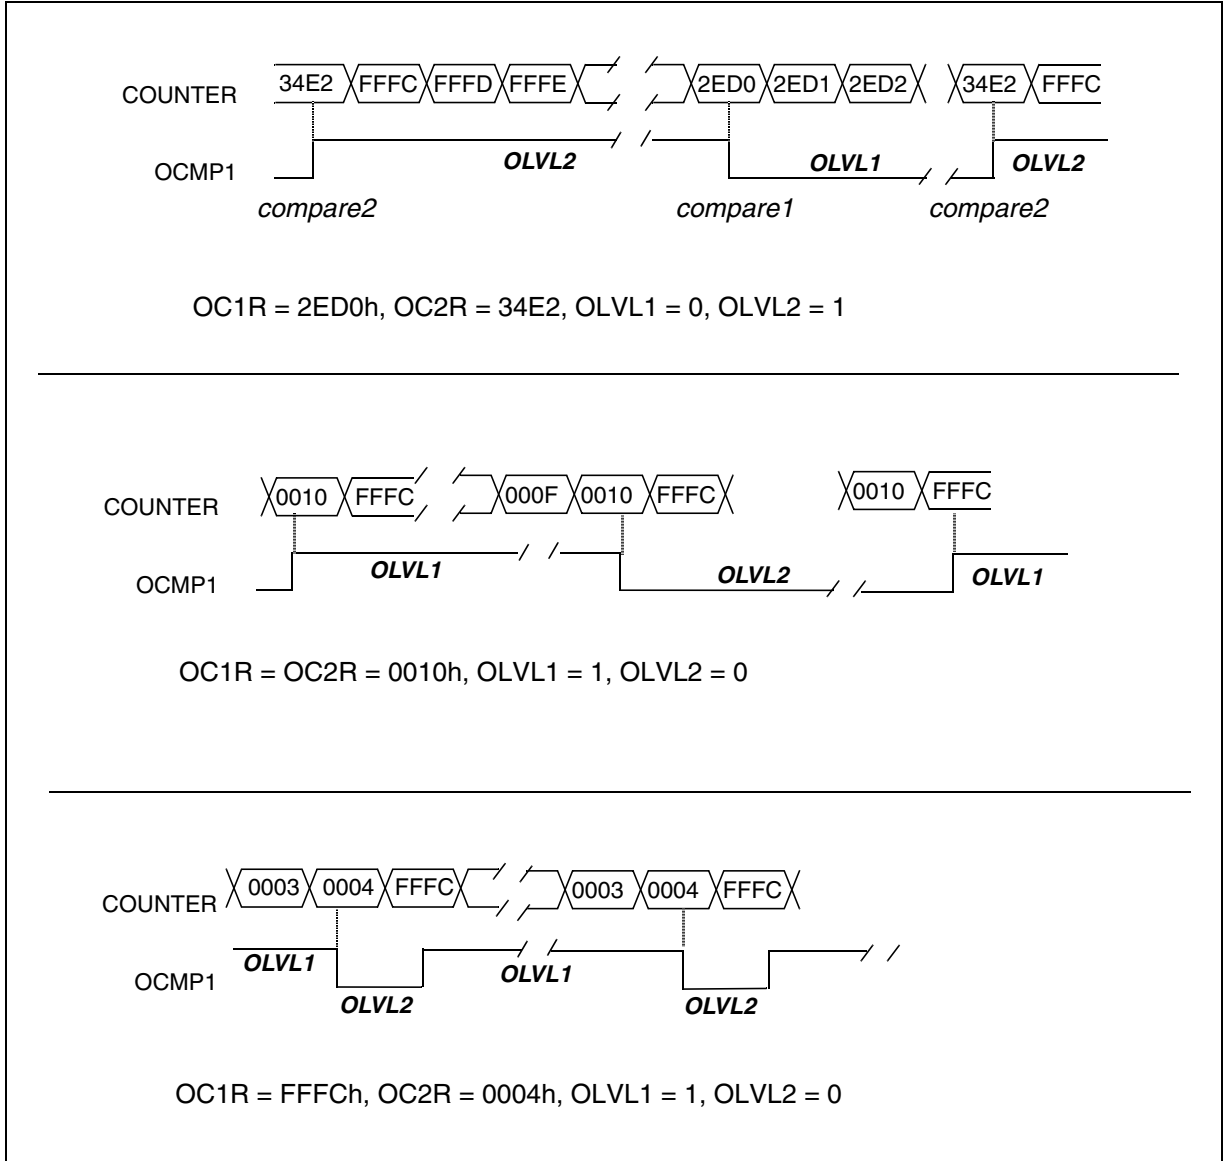 COUNTER 34E2 FFFC FFFD FFFE 2ED0 2ED1 2ED2 34E2 FFFC
OCMP1 OLVL2 OLVL1 OLVL2
compare2 compare1 compare2
OC1R = 2ED0h, OC2R = 34E2, OLVL1 = 0, OLVL2 = 1
COUNTER 0010 FFFC 000F 0010 FFFC 0010 FFFC
OCMP1 OLVL1 OLVL2 OLVL1
OC1R = OC2R = 0010h, OLVL1 = 1, OLVL2 = 0
COUNTER 0003 0004 FFFC 0003 0004 FFFC
OCMP1 OLVL1 OLVL2 OLVL1 OLVL2
OC1R = FFFCh, OC2R = 0004h, OLVL1 = 1, OLVL2 = 0